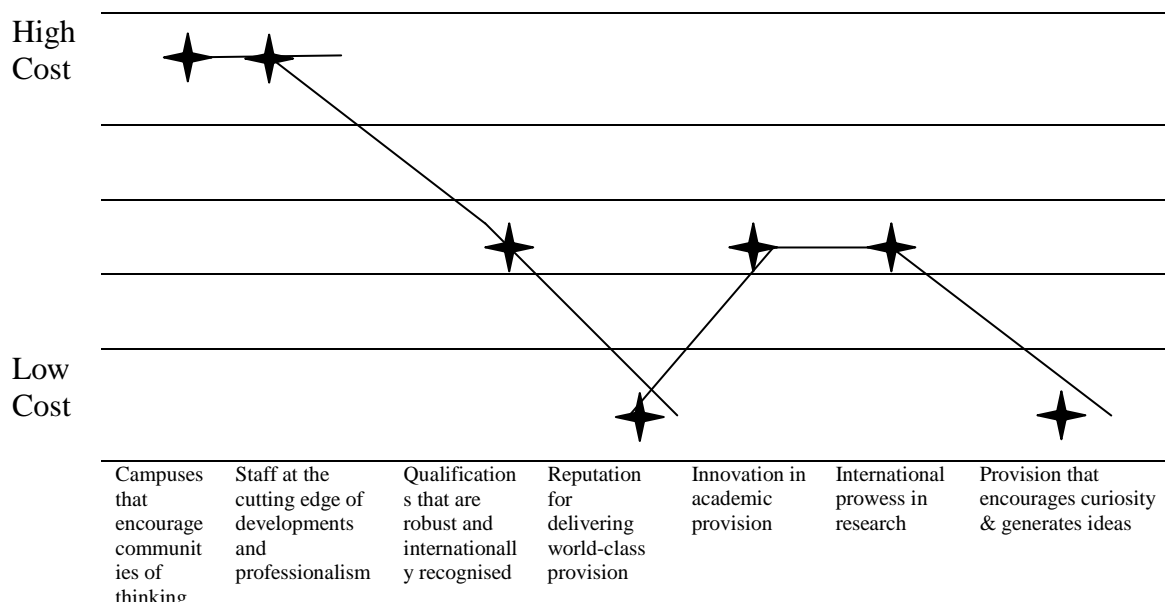 High
Cost
Low
Cost
Campuses
that
encourage
communit
ies of
thinking
Staff at the
cutting edge of
developments
and
professionalism
Qualification
s that are
robust and
internationall
y recognised
Reputation
for
delivering
world-class
provision
Innovation in
academic
provision
International
prowess in
research
Provision that
encourages curiosity
& generates ideas